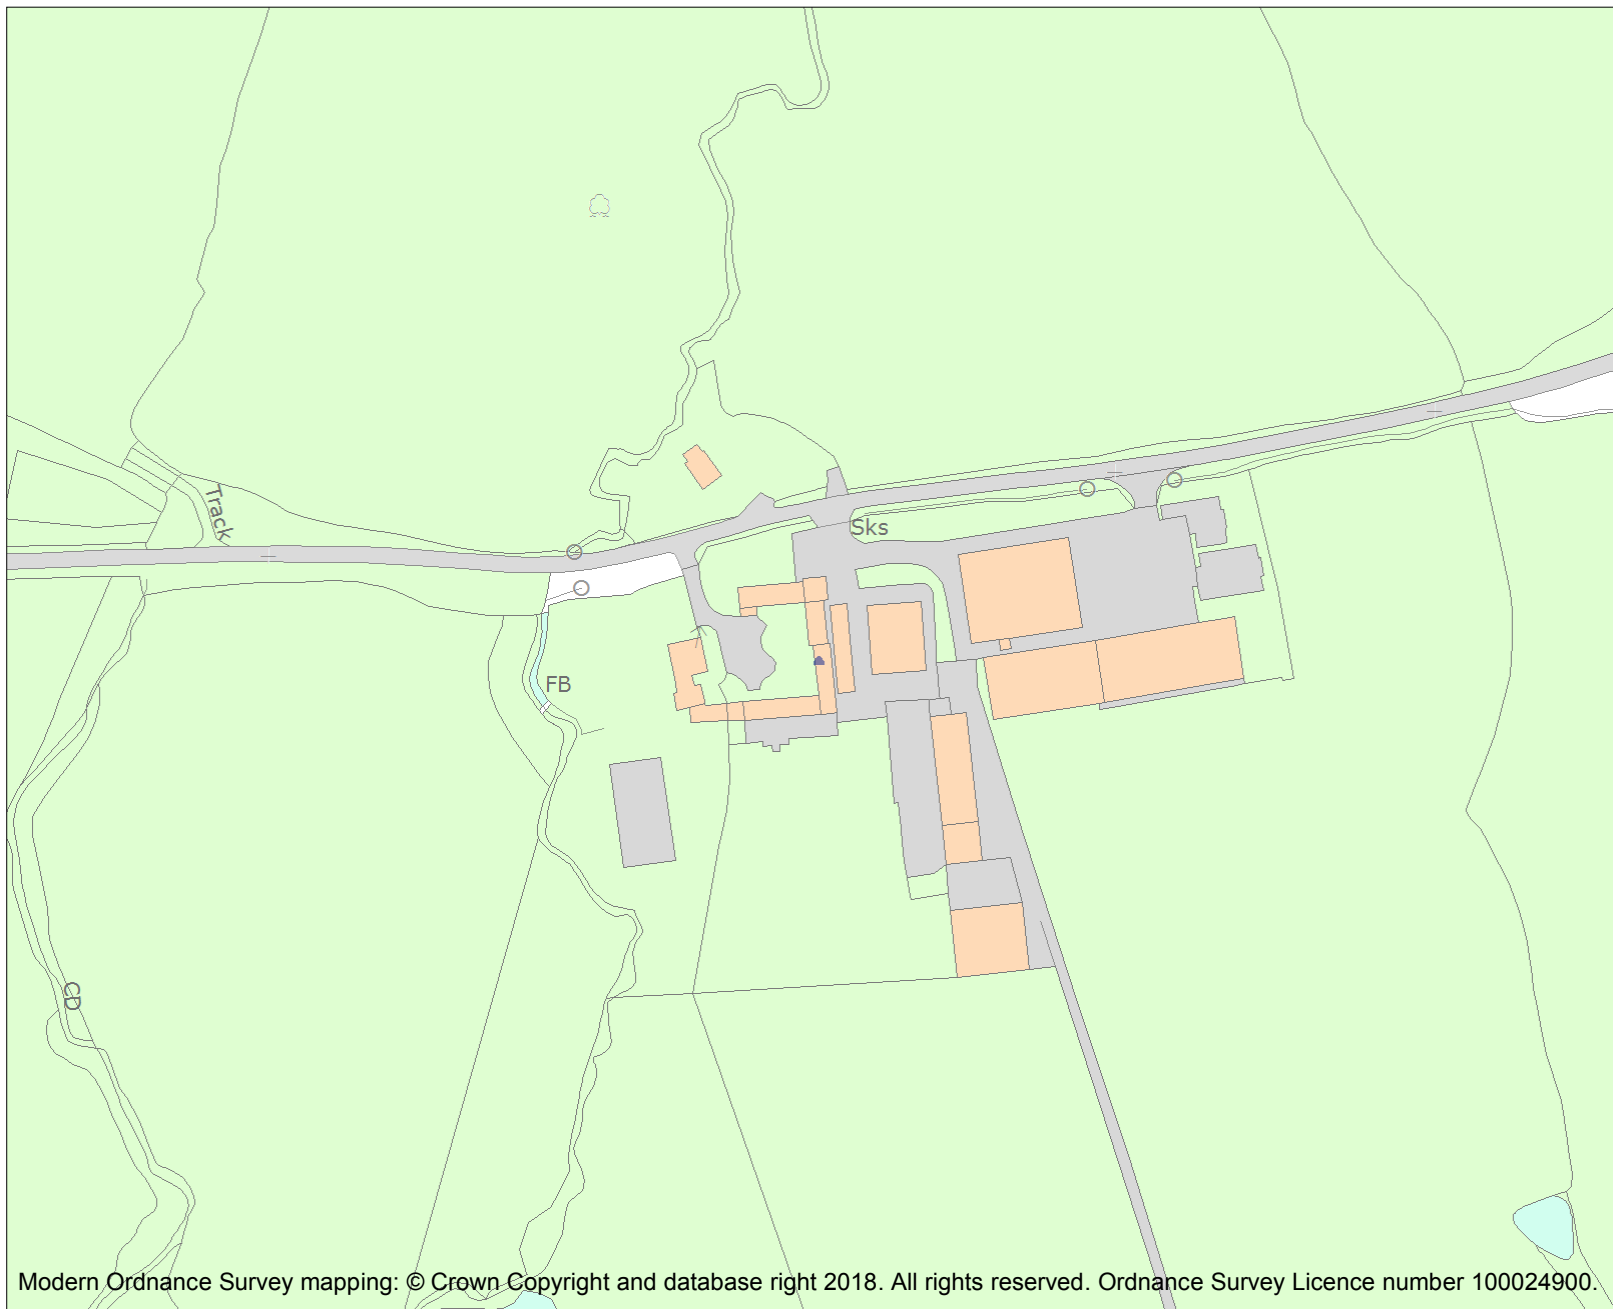 Track
Sks
FB
CD
Modern Ordnance Survey mapping: © Crown Copyright and database right 2018. All rights reserved. Ordnance Survey Licence number 100024900.